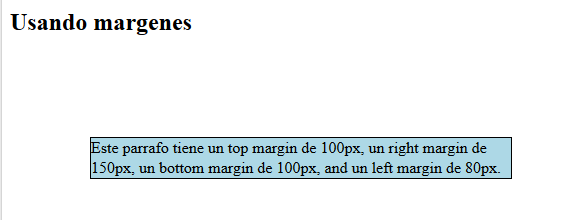 Usando margenes
Este parrafo tiene un top margin de 100px, un right margin de
150px, un bottom margin de 100px, and un left margin de 80px.